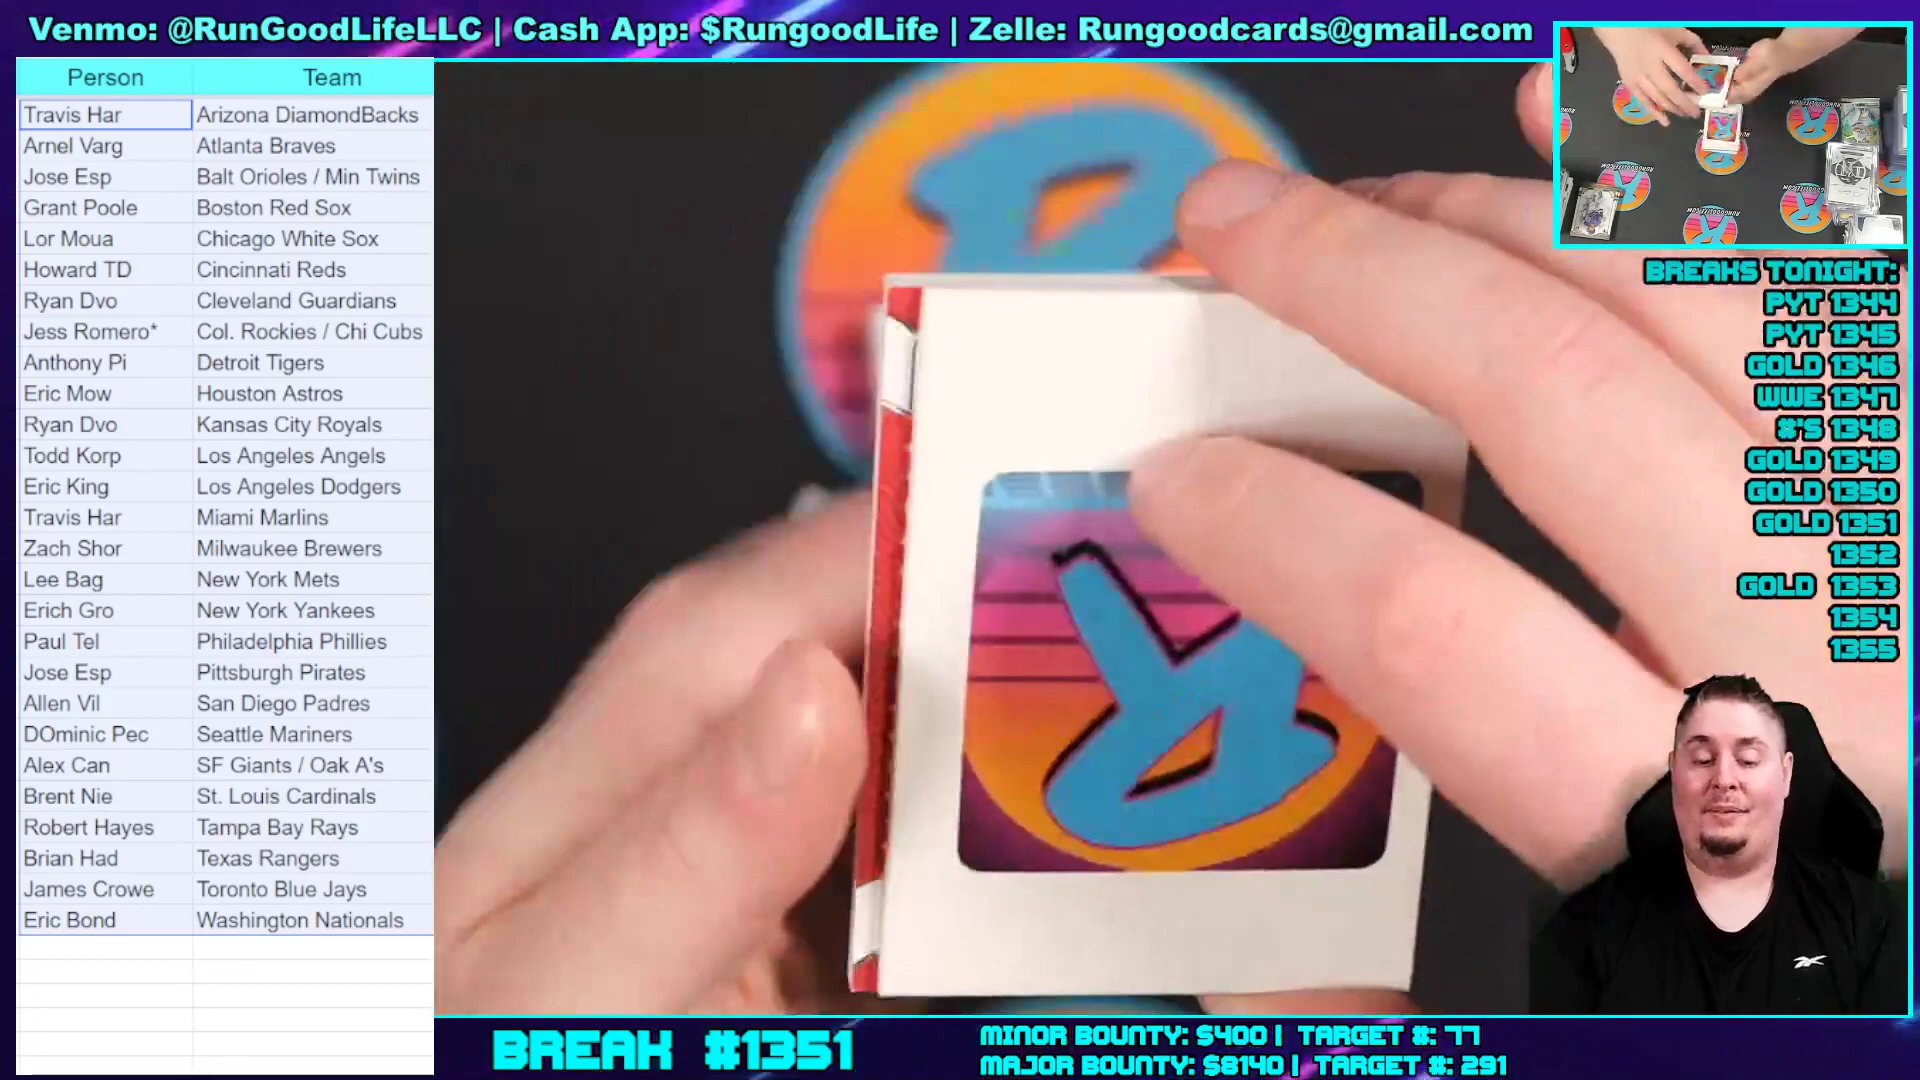 Venmo: @RunGoodLifeLLC | Cash App: $RungoodLife | Zelle: Rungoodcards@gmail.com
Person Team
Travis Har Arizona DiamondBacks
Arnel Varg Atlanta Braves
Jose Esp Balt Orioles / Min Twins
Grant Poole Boston Red Sox
Lor Moua Chicago White Sox
Howard TD Cincinnati Reds
Ryan Dvo Cleveland Guardians
Jess Romero* Col. Rockies / Chi Cubs
Anthony Pi Detroit Tigers
Eric Mow Houston Astros
Ryan Dvo Kansas City Royals
Todd Korp Los Angeles Angels
Eric King Los Angeles Dodgers
Travis Har Miami Marlins
Zach Shor Milwaukee Brewers
Lee Bag New York Mets
Erich Gro New York Yankees
Paul Tel Philadelphia Phillies
Jose Esp Pittsburgh Pirates
Allen Vil San Diego Padres
DOminic Pec Seattle Mariners
Alex Can SF Giants / Oak A's
Brent Nie St. Louis Cardinals
Robert Hayes Tampa Bay Rays
Brian Had Texas Rangers
James Crowe Toronto Blue Jays
Eric Bond Washington Nationals
BREAKS TONIGHT:
PYT 1344
PYT 1345
GOLD 1346
WWE 1347
#'S 1348
GOLD 1349
GOLD 1350
GOLD 1351
1352
GOLD 1353
1354
1355
BREAK #1351
MINOR BOUNTY: $400 | TARGET #: 77
MAJOR BOUNTY: $8140 | TARGET #: 291